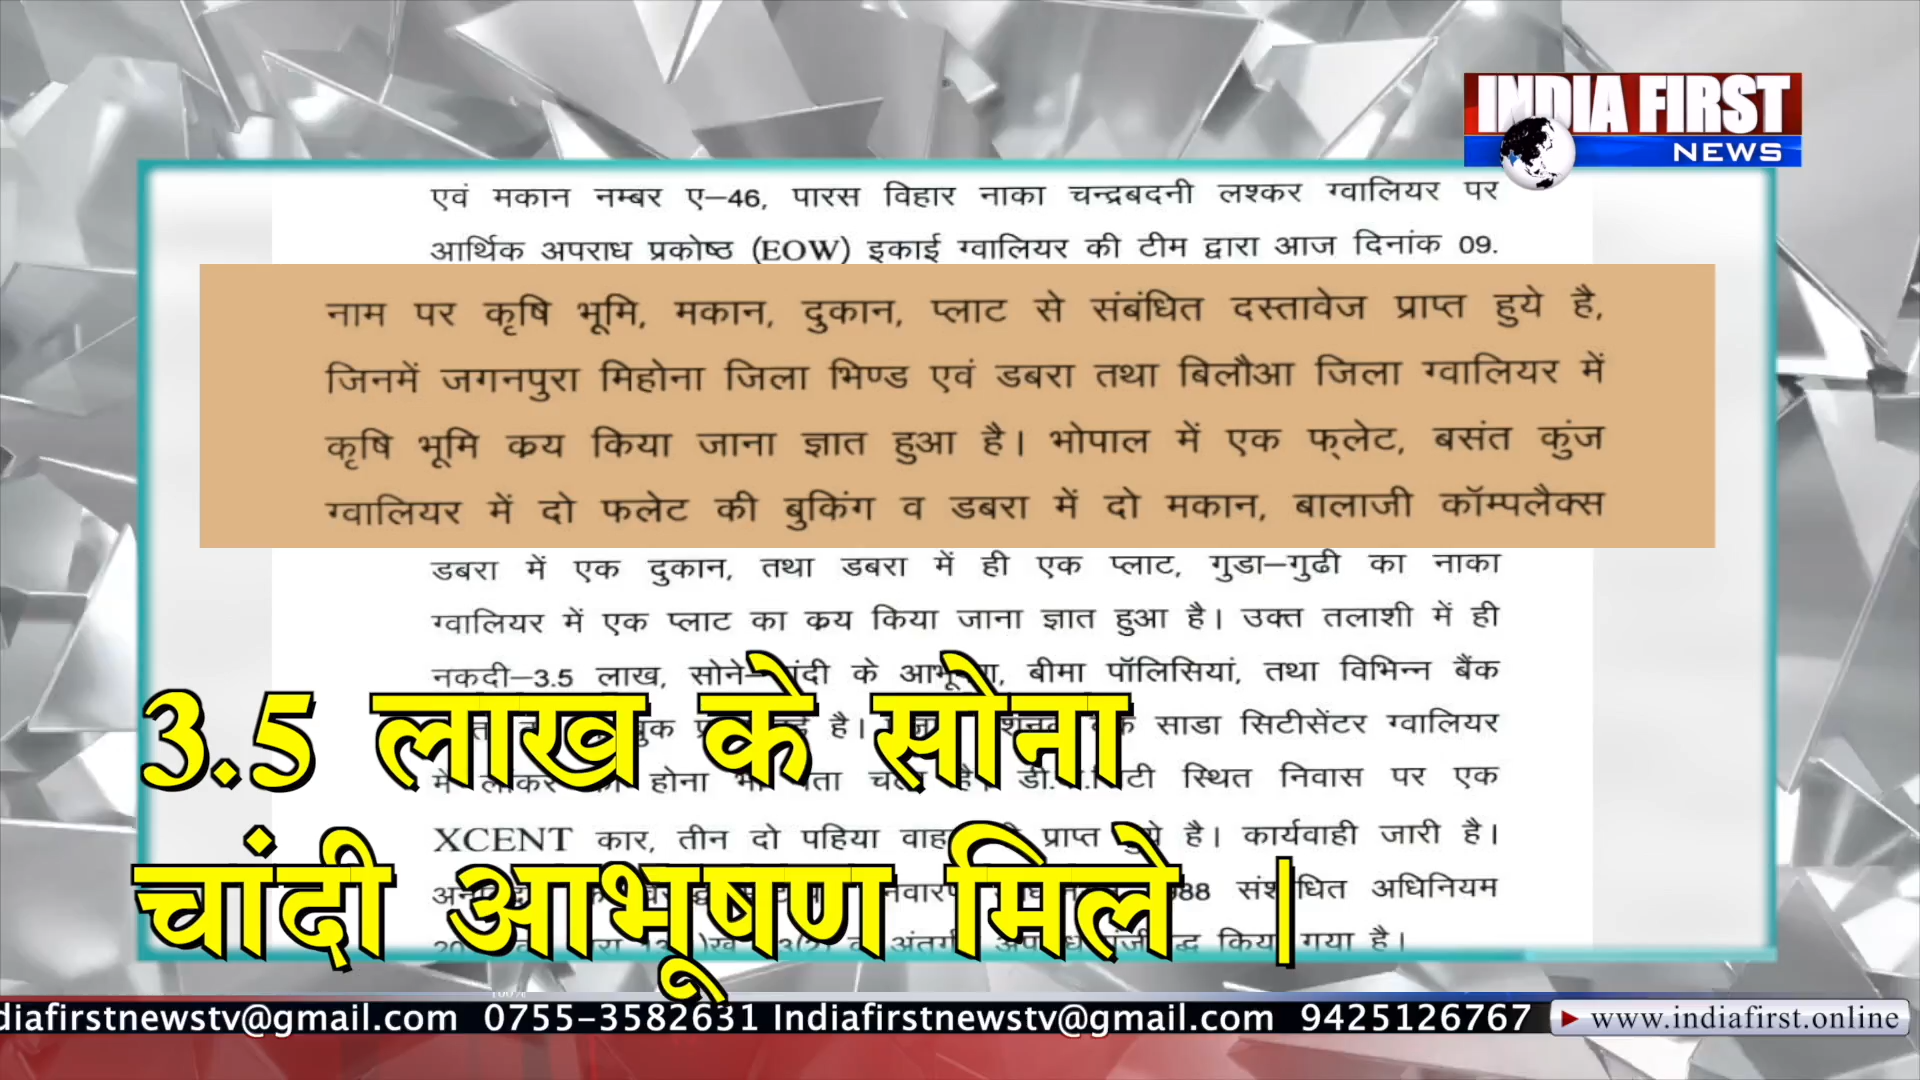 INDIA FIRST
NEWS
एवं मकान नम्बर ए–46, पारस विहार नाका चन्द्रबदनी लश्कर ग्वालियर पर
आर्थिक अपराध प्रकोष्ठ (EOW) इकाई ग्वालियर की टीम द्वारा आज दिनांक 09.
नाम पर कृषि भूमि, मकान, दुकान, प्लाट से संबंधित दस्तावेज प्राप्त हुये है,
जिनमें जगनपुरा मिहोना जिला भिण्ड एवं डबरा तथा बिलौआ जिला ग्वालियर में
कृषि भूमि क्रय किया जाना ज्ञात हुआ है। भोपाल में एक फ्लेट, बसंत कुंज
ग्वालियर में दो फलेट की बुकिंग व डबरा में दो मकान, बालाजी कॉम्पलैक्स
डबरा में एक दुकान, तथा डबरा में ही एक प्लाट, गुडा–गुढी का नाका
ग्वालियर में एक प्लाट का क्रय किया जाना ज्ञात हुआ है। उक्त तलाशी में ही
नकदी–3.5 लाख, के बीमा पॉलिसियां, तथा विभिन्न बैंक
है। साडा सिटीसेंटर ग्वालियर
होना स्थित निवास पर एक
XCENT कार, तीन दो पहिया प्राप्त है। कार्यवाही जारी है।
अधिनियम
किया गया है।
3.5 लाख के सोना
चांदी आभूषण मिले |
diafirstnewstv@gmail.com 0755-3582631 Indiafirstnewstv@gmail.com 9425126767
www.indiafirst.online